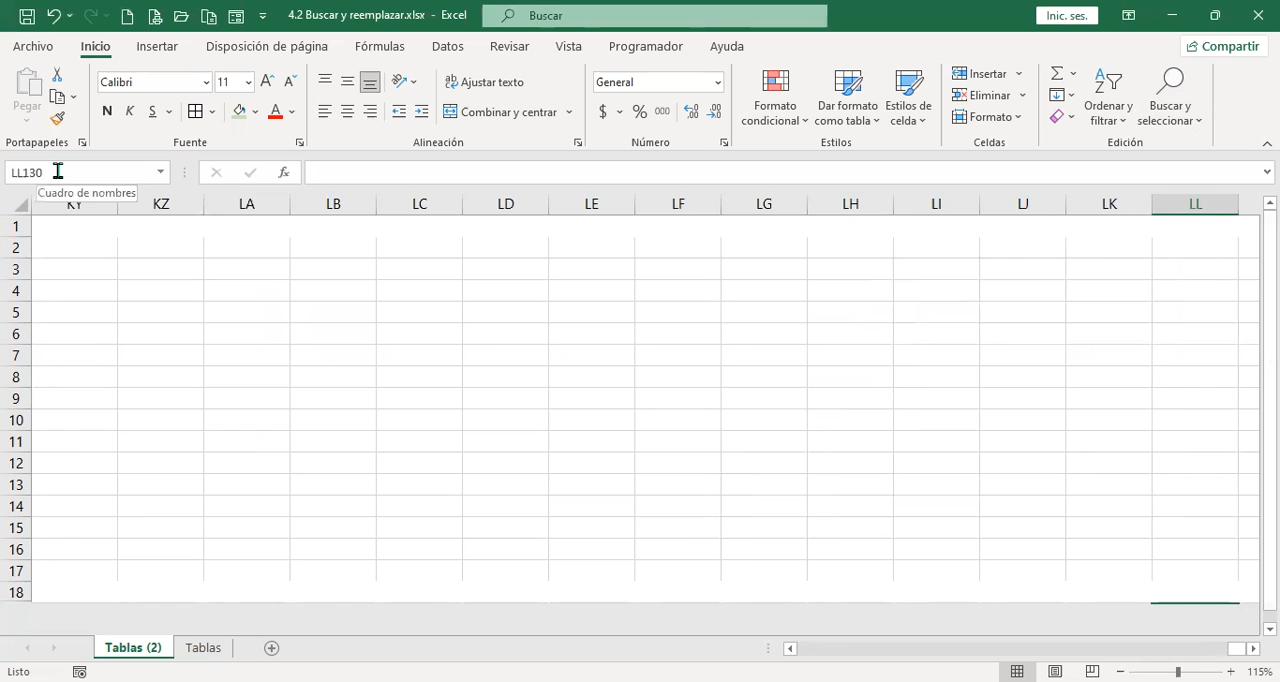 4.2 Buscar y reemplazar.xlsx - Excel
Buscar
Inic. ses.
Archivo Inicio Insertar Disposición de página Fórmulas Datos Revisar Vista Programador Ayuda Compartir
Pegar
Portapapeles
Calibri 11
N K S
Fuente
Ajustar texto
Combinar y centrar
Alineación
General
$ % 000
Número
Formato condicional
Dar formato como tabla
Estilos de celda
Estilos
Insertar
Eliminar
Formato
Celdas
Ordenar y filtrar
Buscar y seleccionar
Edición
LL130
fx
Cuadro de nombres
KY KZ LA LB LC LD LE LF LG LH LI LJ LK LL
1
2
3
4
5
6
7
8
9
10
11
12
13
14
15
16
17
18
Tablas (2) Tablas
Listo 115%